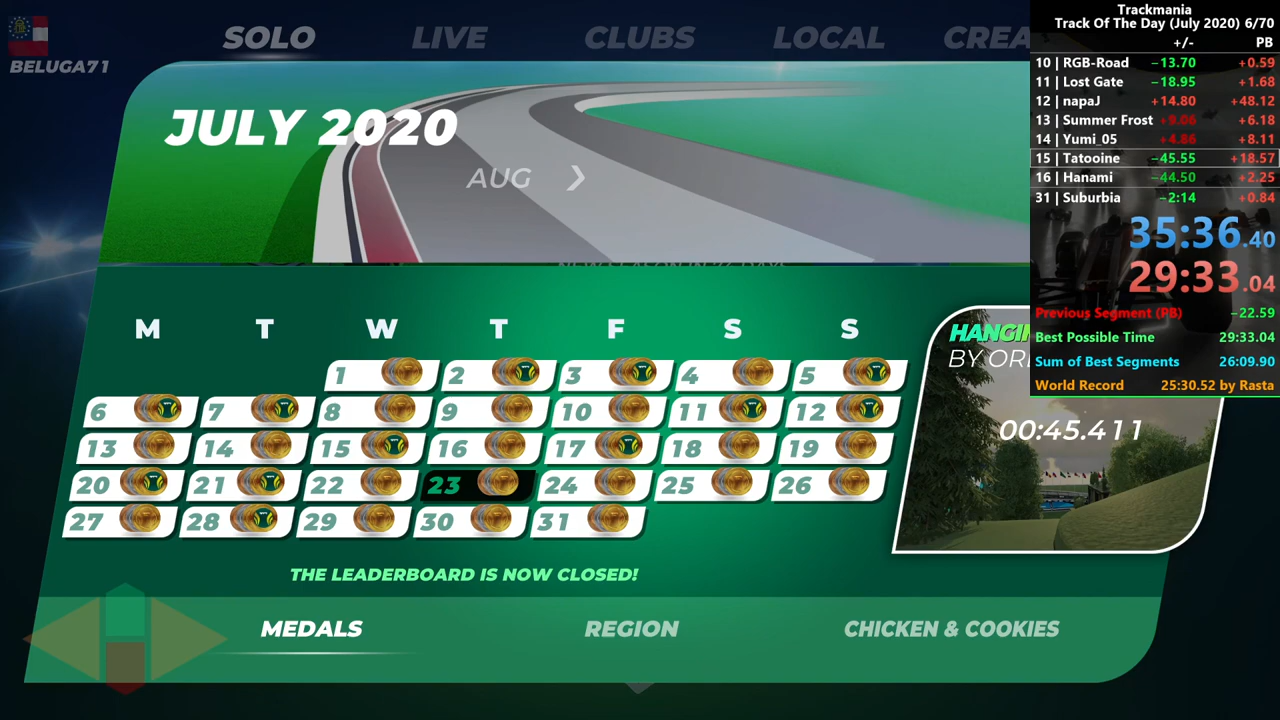 SOLO LIVE CLUBS LOCAL CREA
BELUGA71
JULY 2020
AUG
M T W T F S S
1 2 3 4 5
6 7 8 9 10 11 12
13 14 15 16 17 18 19
20 21 22 23 24 25 26
27 28 29 30 31
THE LEADERBOARD IS NOW CLOSED!
MEDALS REGION CHICKEN & COOKIES
HANGIN
BY OR
00:45.411
Trackmania
Track Of The Day (July 2020) 6/70
+/- PB
10 | RGB-Road −13.70 +0.59
11 | Lost Gate −18.95 +1.68
12 | napaJ +14.80 +48.12
13 | Summer Frost +9.06 +6.18
14 | Yumi_05 +4.86 +8.11
15 | Tatooine −45.55 +18.57
16 | Hanami −44.50 +2.25
31 | Suburbia −2:14 +0.84
35:36.40
29:33.04
Previous Segment (PB) −22.59
Best Possible Time 29:33.04
Sum of Best Segments 26:09.90
World Record 25:30.52 by Rasta